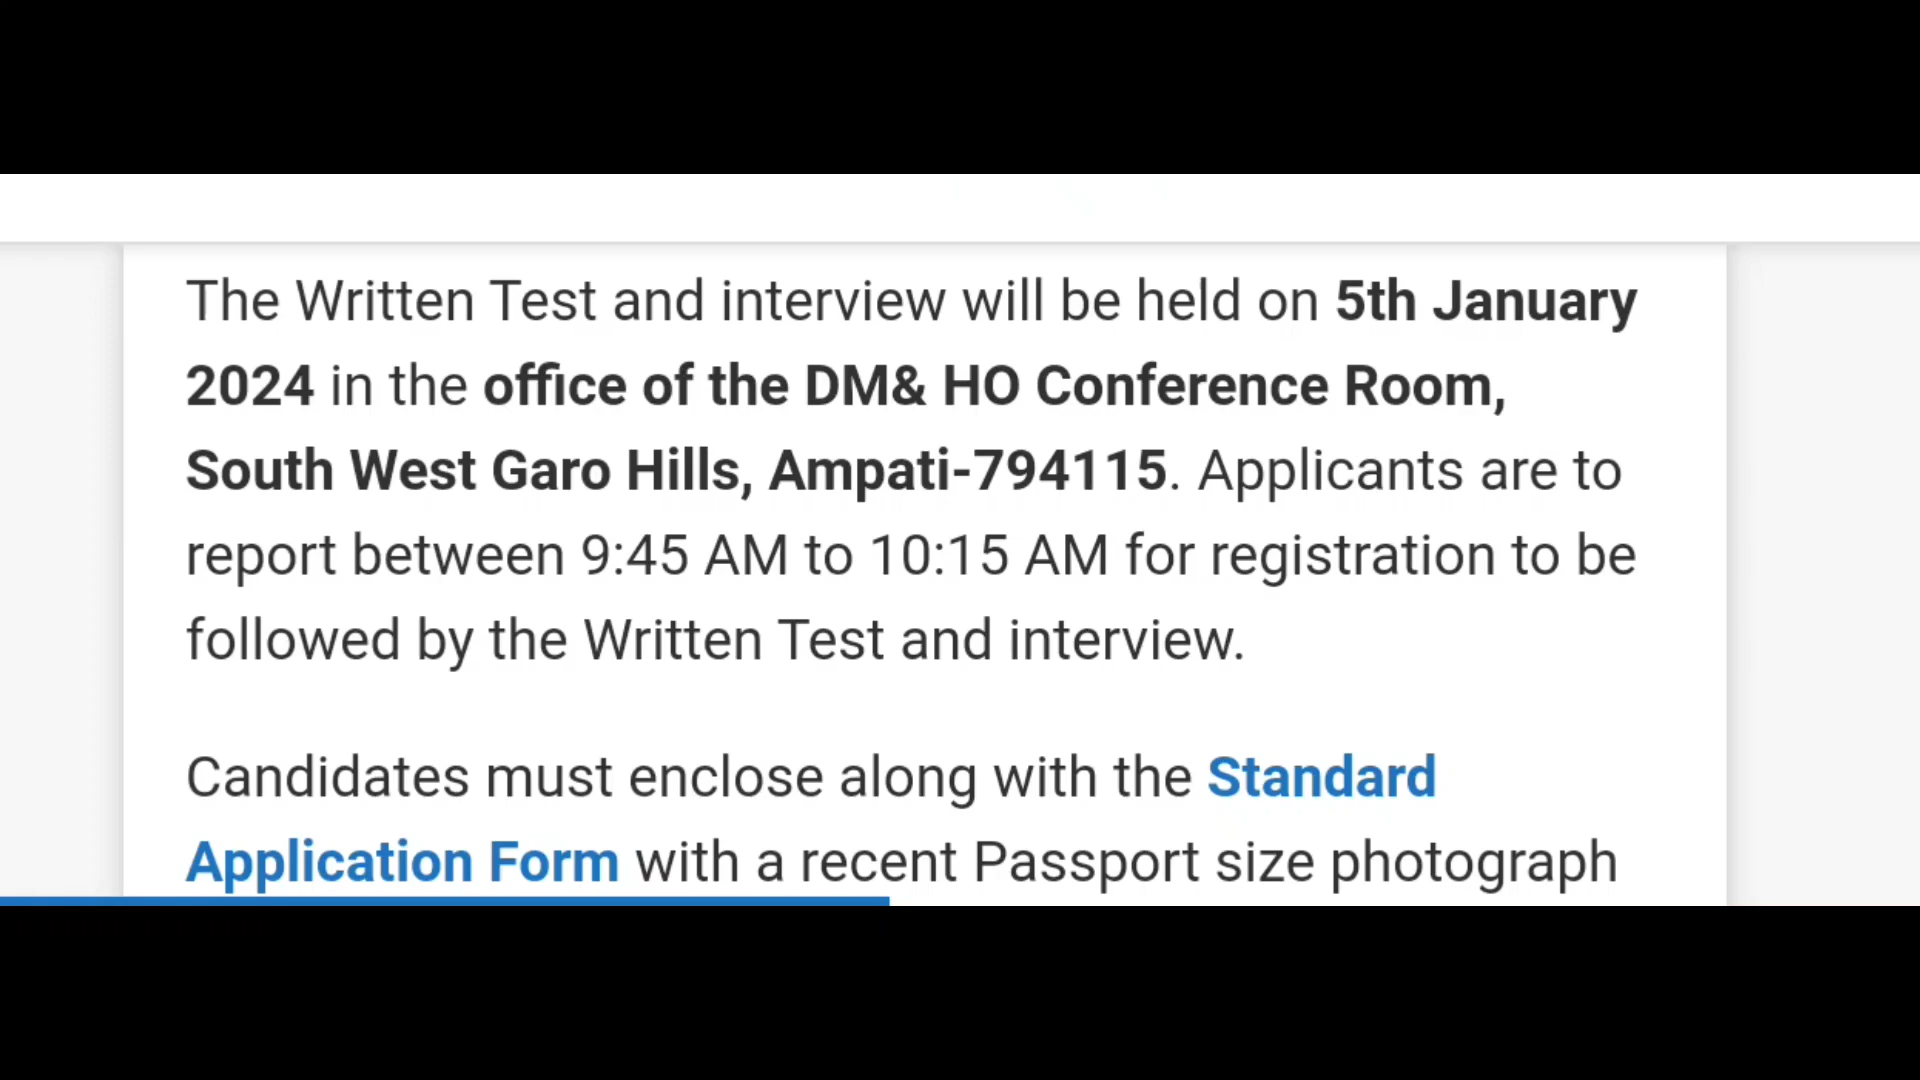 The Written Test and interview will be held on 5th January
2024 in the office of the DM& HO Conference Room,
South West Garo Hills, Ampati-794115. Applicants are to
report between 9:45 AM to 10:15 AM for registration to be
followed by the Written Test and interview.
Candidates must enclose along with the Standard
Application Form with a recent Passport size photograph